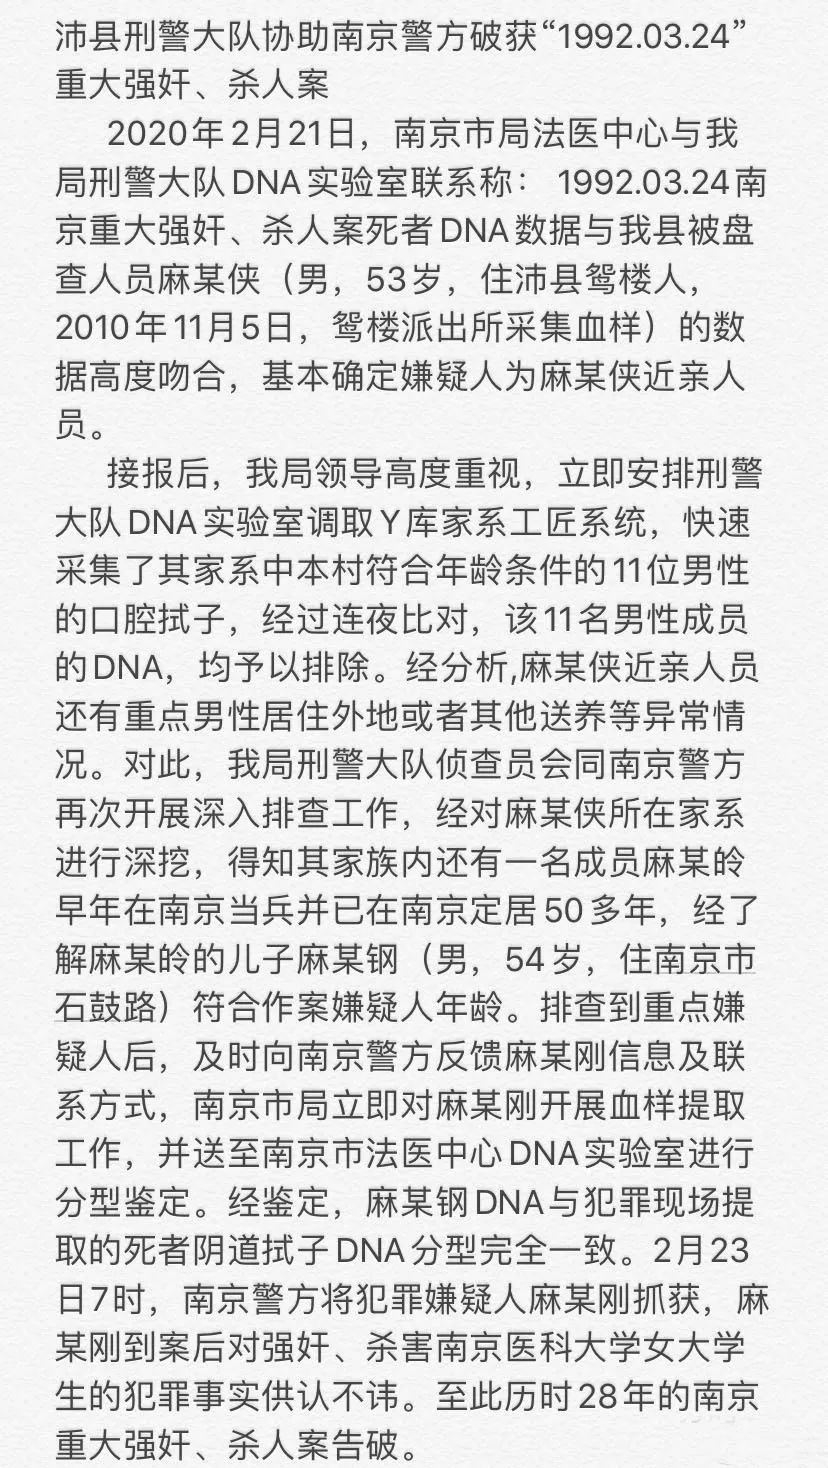 沛县刑警大队协助南京警方破获“1992.03.24”
重大强奸、杀人案
2020年2月21日，南京市局法医中心与我
局刑警大队DNA实验室联系称： 1992.03.24南
京重大强奸、杀人案死者DNA数据与我县被盘
查人员麻某侠（男，53岁，住沛县鸳楼人，
2010年11月5日，鸳楼派出所采集血样）的数
据高度吻合，基本确定嫌疑人为麻某侠近亲人
员。
接报后，我局领导高度重视，立即安排刑警
大队DNA实验室调取Y库家系工匠系统，快速
采集了其家系中本村符合年龄条件的11位男性
的口腔拭子，经过连夜比对，该11名男性成员
的DNA，均予以排除。经分析,麻某侠近亲人员
还有重点男性居住外地或者其他送养等异常情
况。对此，我局刑警大队侦查员会同南京警方
再次开展深入排查工作，经对麻某侠所在家系
进行深挖，得知其家族内还有一名成员麻某皊
早年在南京当兵并已在南京定居50多年，经了
解麻某皊的儿子麻某钢（男，54岁，住南京市
石鼓路）符合作案嫌疑人年龄。排查到重点嫌
疑人后，及时向南京警方反馈麻某刚信息及联
系方式，南京市局立即对麻某刚开展血样提取
工作，并送至南京市法医中心DNA实验室进行
分型鉴定。经鉴定，麻某钢DNA与犯罪现场提
取的死者阴道拭子DNA分型完全一致。2月23
日7时，南京警方将犯罪嫌疑人麻某刚抓获，麻
某刚到案后对强奸、杀害南京医科大学女大学
生的犯罪事实供认不讳。至此历时28年的南京
重大强奸、杀人案告破。